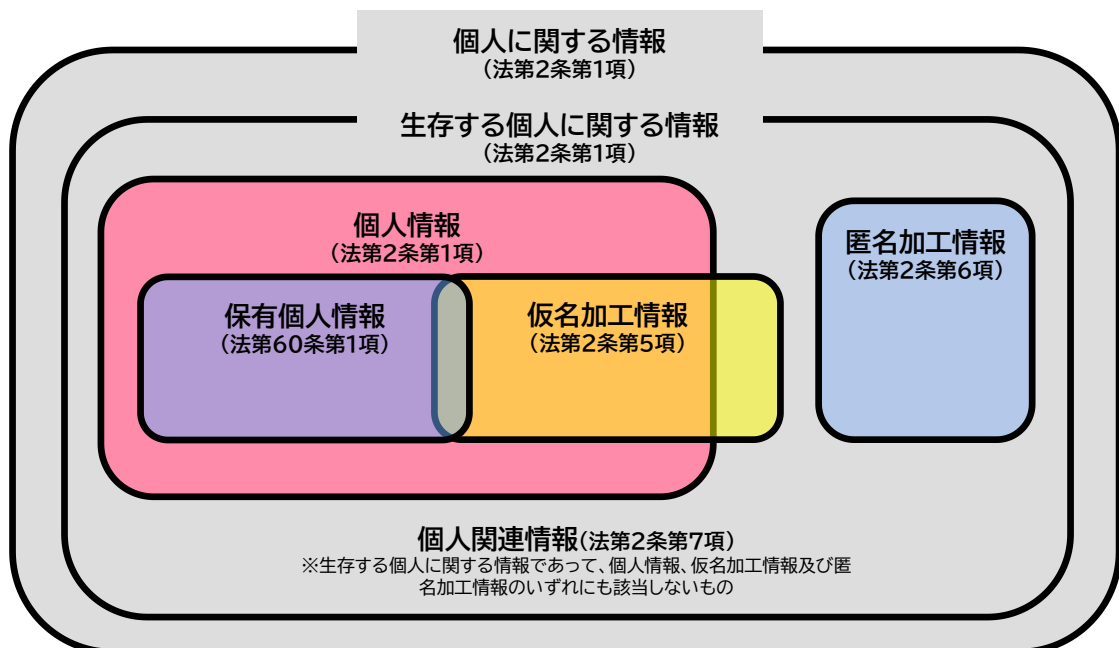 個人に関する情報
（法第2条第1項）
生存する個人に関する情報
（法第2条第1項）
個人情報
（法第2条第1項）
匿名加工情報
（法第2条第6項）
保有個人情報
（法第60条第1項）
仮名加工情報
（法第2条第5項）
個人関連情報（法第2条第7項）
※生存する個人に関する情報であって、個人情報、仮名加工情報及び匿
名加工情報のいずれにも該当しないもの